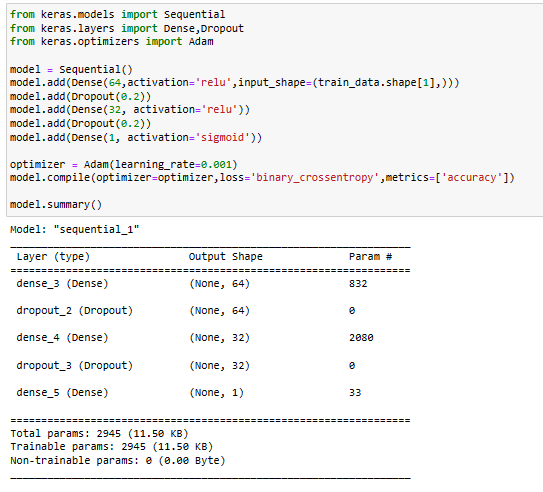 from keras.models import Sequential
from keras.layers import Dense,Dropout
from keras.optimizers import Adam
model = Sequential()
model.add(Dense(64,activation='relu',input_shape=(train_data.shape[1],)))
model.add(Dropout(0.2))
model.add(Dense(32, activation='relu'))
model.add(Dropout(0.2))
model.add(Dense(1, activation='sigmoid'))
optimizer = Adam(learning_rate=0.001)
model.compile(optimizer=optimizer,loss='binary_crossentropy',metrics=['accuracy'])
model.summary()
Model: "sequential_1"
Layer (type) Output Shape Param #
dense_3 (Dense) (None, 64) 832
dropout_2 (Dropout) (None, 64) 0
dense_4 (Dense) (None, 32) 2080
dropout_3 (Dropout) (None, 32) 0
dense_5 (Dense) (None, 1) 33
Total params: 2945 (11.50 KB)
Trainable params: 2945 (11.50 KB)
Non-trainable params: 0 (0.00 Byte)